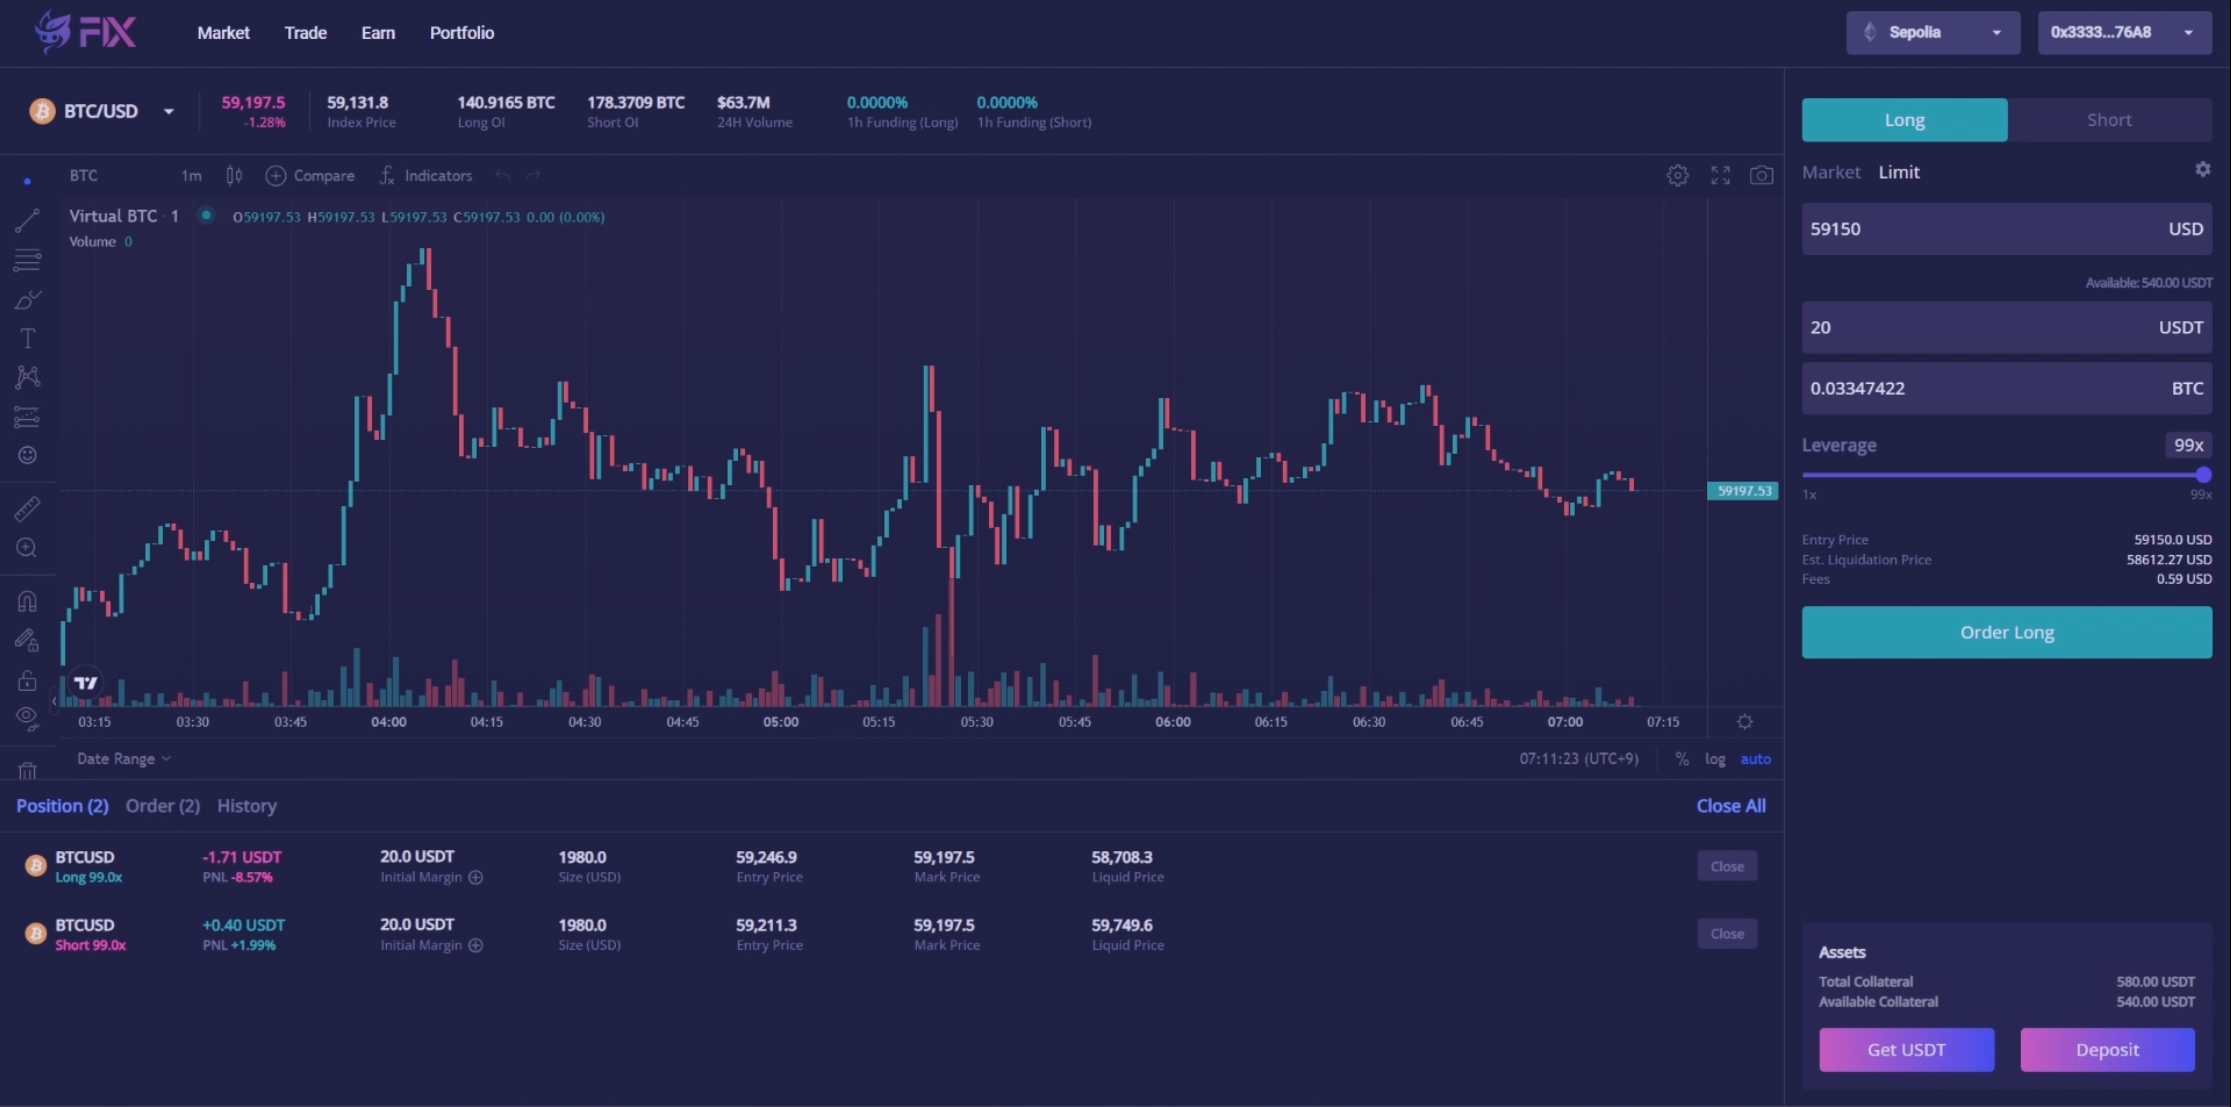 FIX
Market Trade Earn Portfolio
Sepolia
0x3333...76A8
BTC/USD
59,197.5
-1.28%
59,131.8
Index Price
140.9165 BTC
Long OI
178.3709 BTC
Short OI
$63.7M
24H Volume
0.0000%
1h Funding (Long)
0.0000%
1h Funding (Short)
BTC 1m Compare Indicators
Virtual BTC · 1 O59197.53 H59197.53 L59197.53 C59197.53 0.00 (0.00%)
Volume 0
59197.53
03:15 03:30 03:45 04:00 04:15 04:30 04:45 05:00 05:15 05:30 05:45 06:00 06:15 06:30 06:45 07:00 07:15
Date Range 07:11:23 (UTC+9) % log auto
Position (2) Order (2) History Close All
BTCUSD -1.71 USDT 20.0 USDT 1980.0 59,246.9 59,197.5 58,708.3 Close
Long 99.0x PNL -8.57% Initial Margin Size (USD) Entry Price Mark Price Liquid Price
BTCUSD +0.40 USDT 20.0 USDT 1980.0 59,211.3 59,197.5 59,749.6 Close
Short 99.0x PNL +1.99% Initial Margin Size (USD) Entry Price Mark Price Liquid Price
Long Short
Market Limit
59150 USD
Available: 540.00 USDT
20 USDT
0.03347422 BTC
Leverage 99x
1x 99x
Entry Price 59150.0 USD
Est. Liquidation Price 58612.27 USD
Fees 0.59 USD
Order Long
Assets
Total Collateral 580.00 USDT
Available Collateral 540.00 USDT
Get USDT Deposit